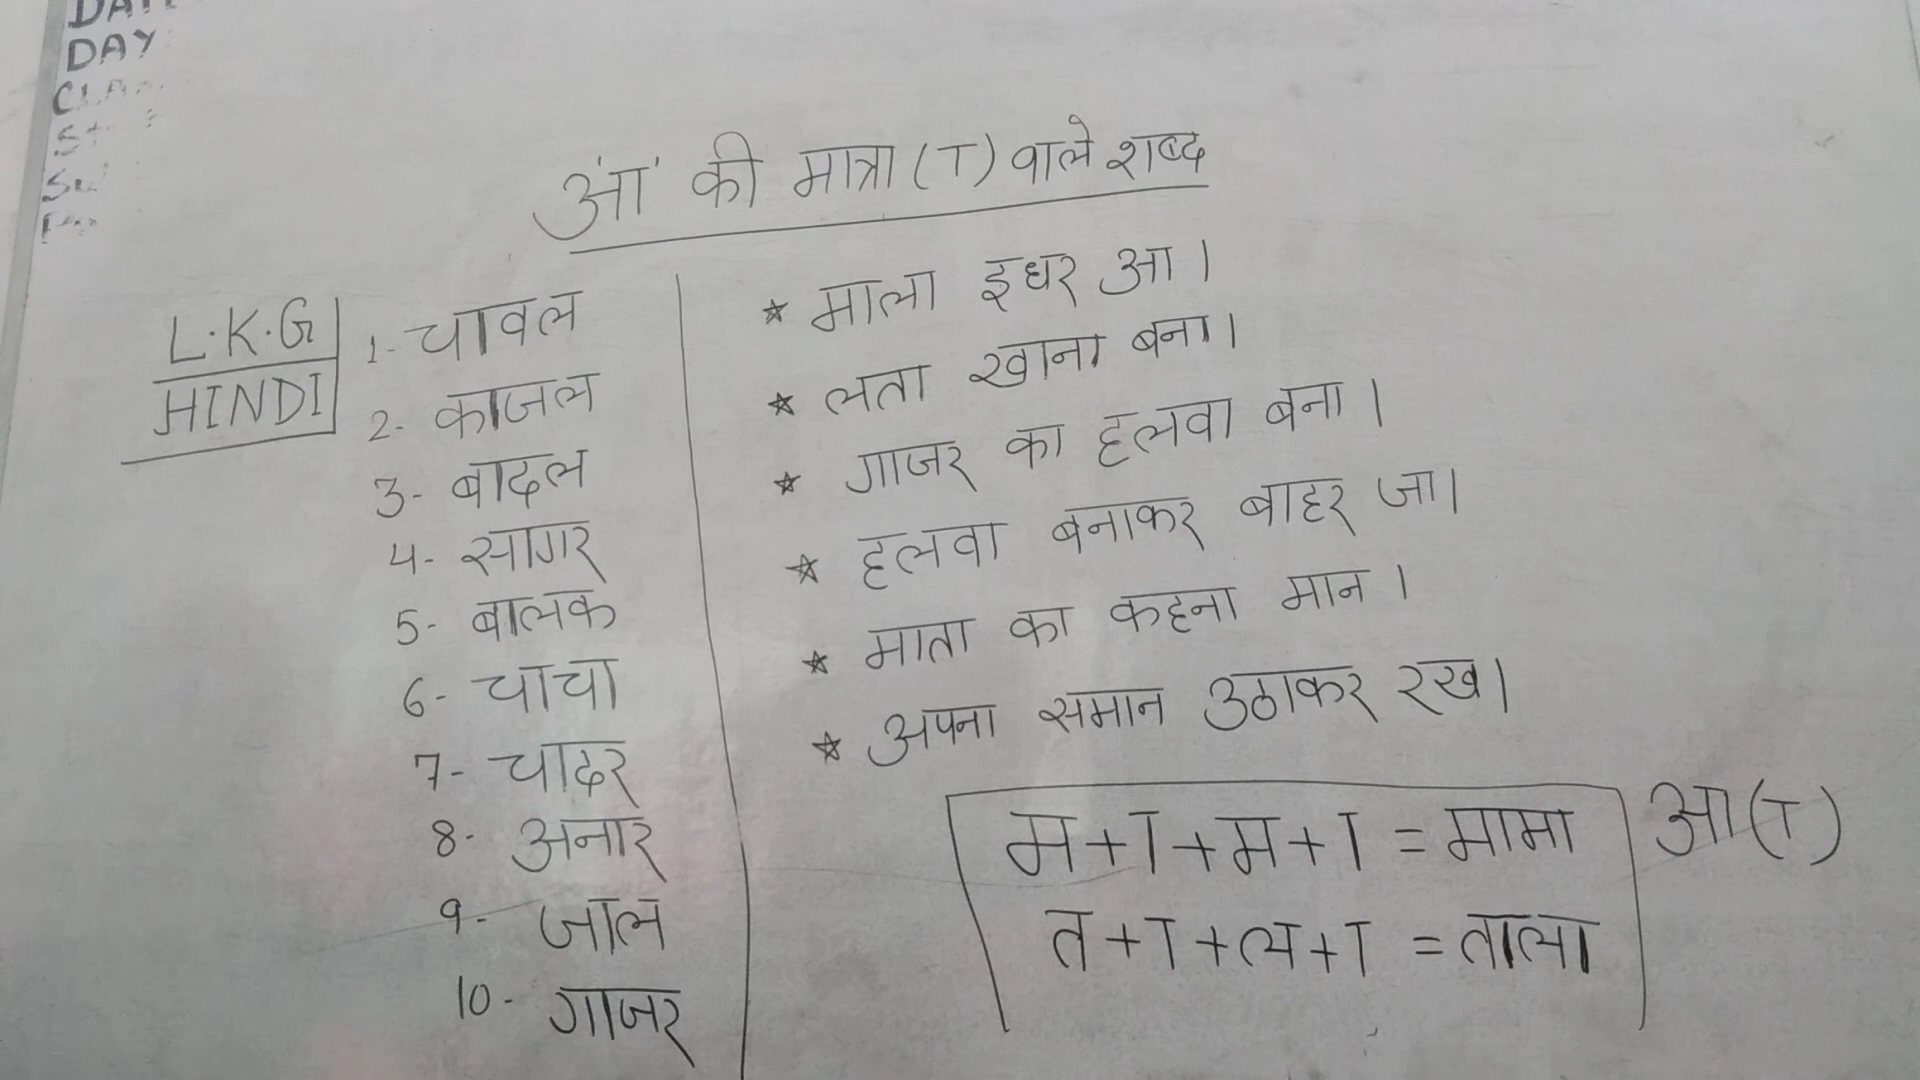 DAY
'आ' की मात्रा (ा) वाले शब्द
L.K.G
HINDI
1- चावल
2- काजल
3- बादल
4- सागर
5- बालक
6- चाचा
7- चादर
8- अनार
9- जाल
10- गाजर
* माला इधर आ।
* लता खाना बना।
* गाजर का हलवा बना।
* हलवा बनाकर बाहर जा।
* माता का कहना मान।
* अपना समान उठाकर रख।
म+ा+म+ा = मामा
त+ा+ल+ा = ताला
आ (ा)